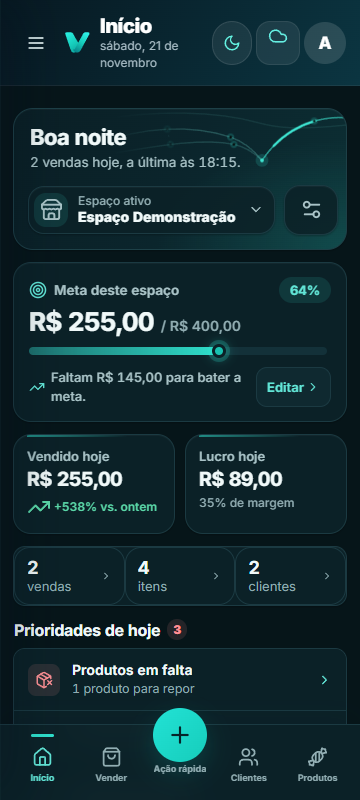 Início
sábado, 21 de
novembro
A
Boa noite
2 vendas hoje, a última às 18:15.
Espaço ativo
Espaço Demonstração
Meta deste espaço
64%
R$ 255,00 / R$ 400,00
Faltam R$ 145,00 para bater a
meta.
Editar
Vendido hoje
R$ 255,00
+538% vs. ontem
Lucro hoje
R$ 89,00
35% de margem
2
vendas
4
itens
2
clientes
Prioridades de hoje 3
Produtos em falta
1 produto para repor
Início
Vender
Ação rápida
Clientes
Produtos